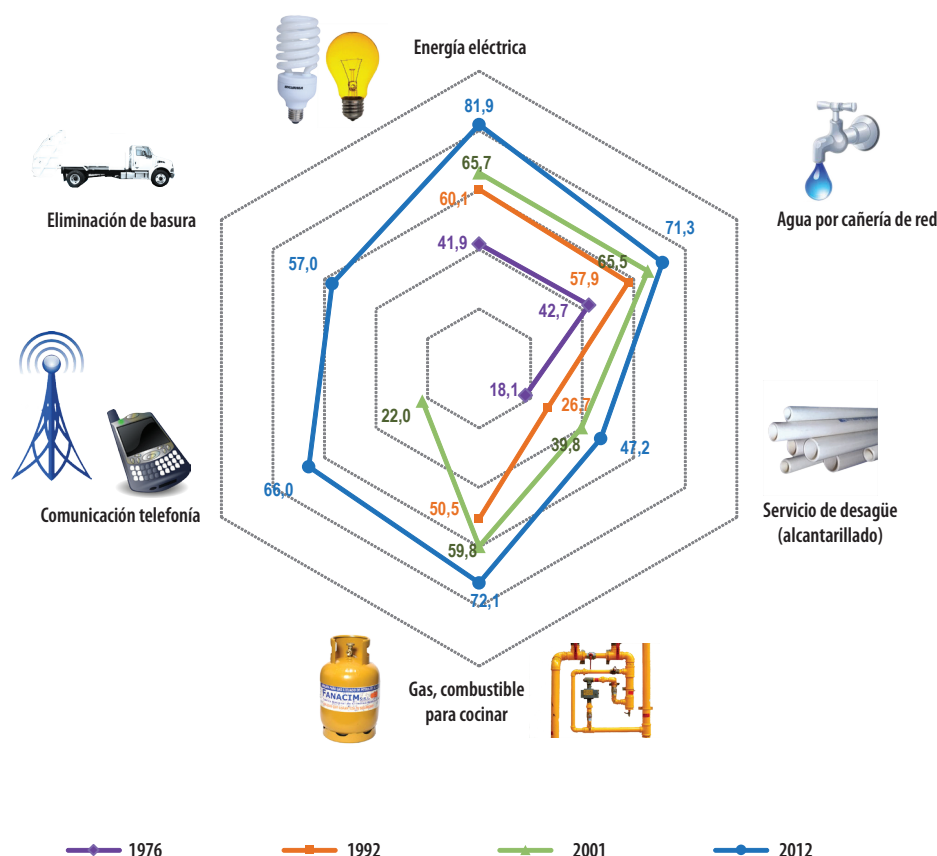 Energía eléctrica
81,9
65,7
60,1
41,9
Agua por cañería de red
71,3
65,5
57,9
42,7
Servicio de desagüe
(alcantarillado)
18,1
26,7
39,8
47,2
Gas, combustible
para cocinar
50,5
59,8
72,1
FANACIM
Comunicación telefonía
22,0
66,0
Eliminación de basura
57,0
1976
1992
2001
2012